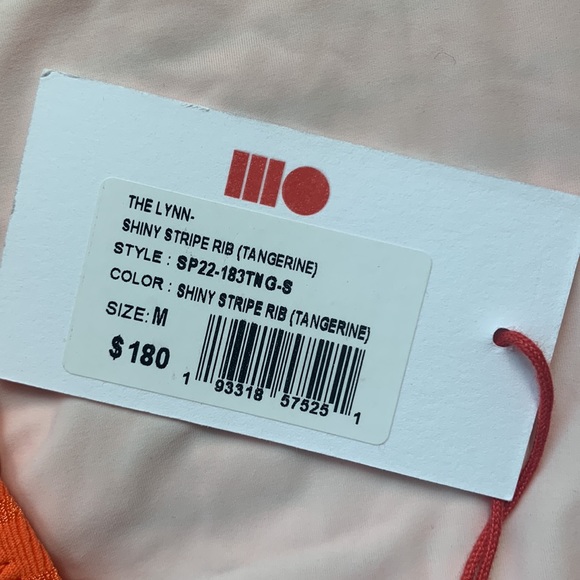 THE LYNN-
SHINY STRIPE RIB (TANGERINE)
STYLE : SP22-183TNG-S
COLOR : SHINY STRIPE RIB (TANGERINE)
SIZE: M
$180
1 93318 57525 1